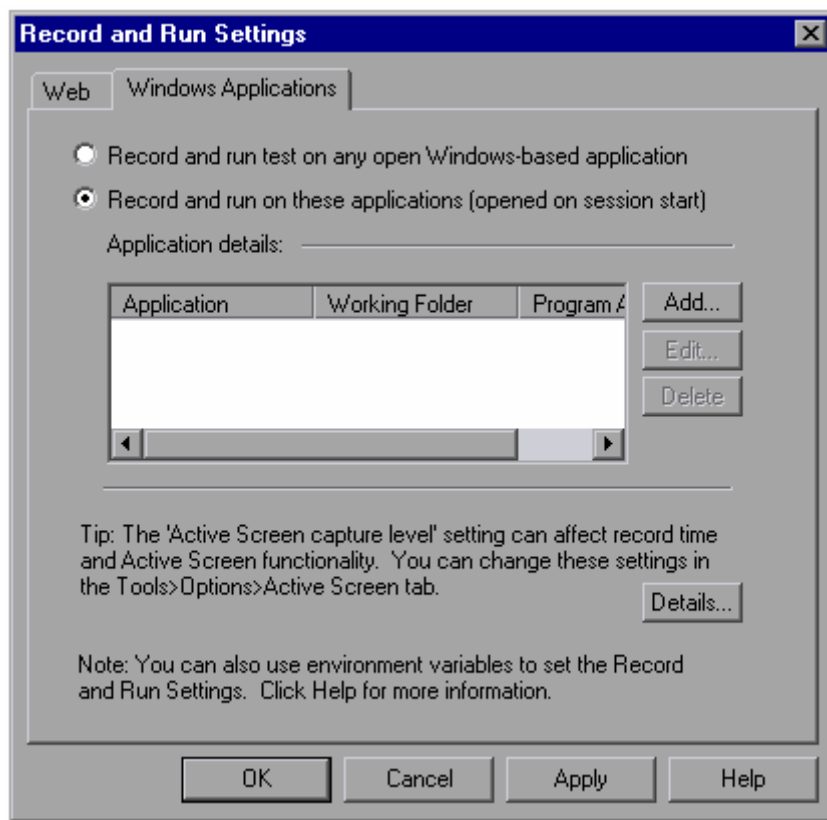 Record and Run Settings
Web
Windows Applications
Record and run test on any open Windows-based application
Record and run on these applications (opened on session start)
Application details:
Application
Working Folder
Program A
Add...
Edit...
Delete
Tip: The 'Active Screen capture level' setting can affect record time
and Active Screen functionality.  You can change these settings in
the Tools>Options>Active Screen tab.
Details...
Note: You can also use environment variables to set the Record
and Run Settings.  Click Help for more information.
OK
Cancel
Apply
Help